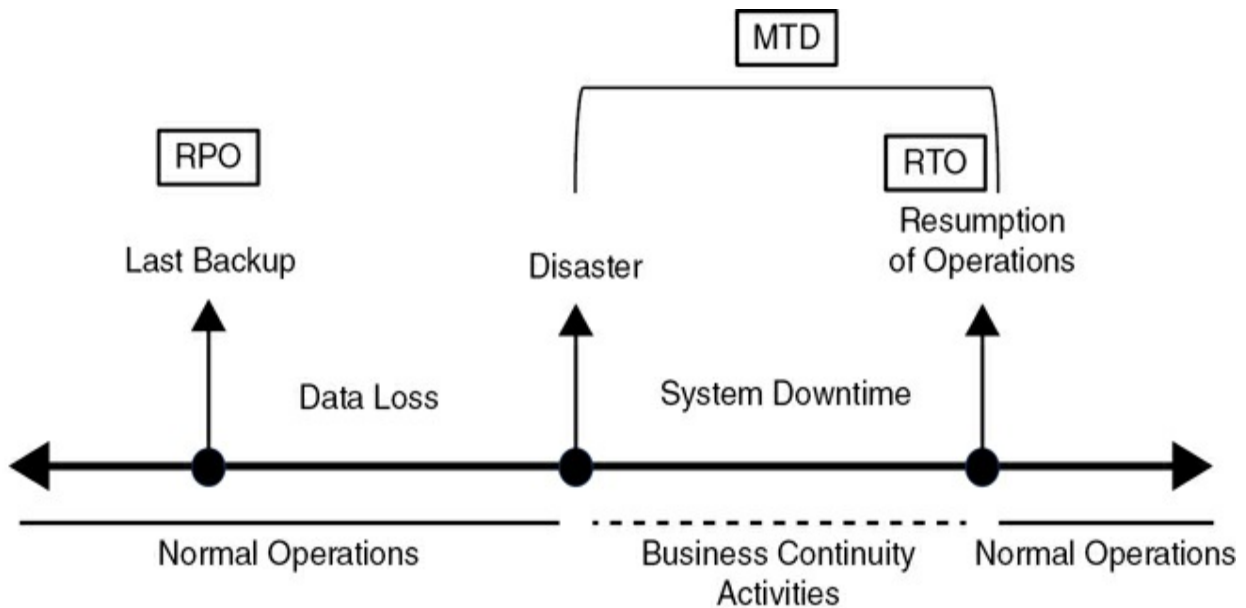 MTD
RPO
RTO
Last Backup
Disaster
Resumption
of Operations
Data Loss
System Downtime
Normal Operations
Business Continuity
Activities
Normal Operations